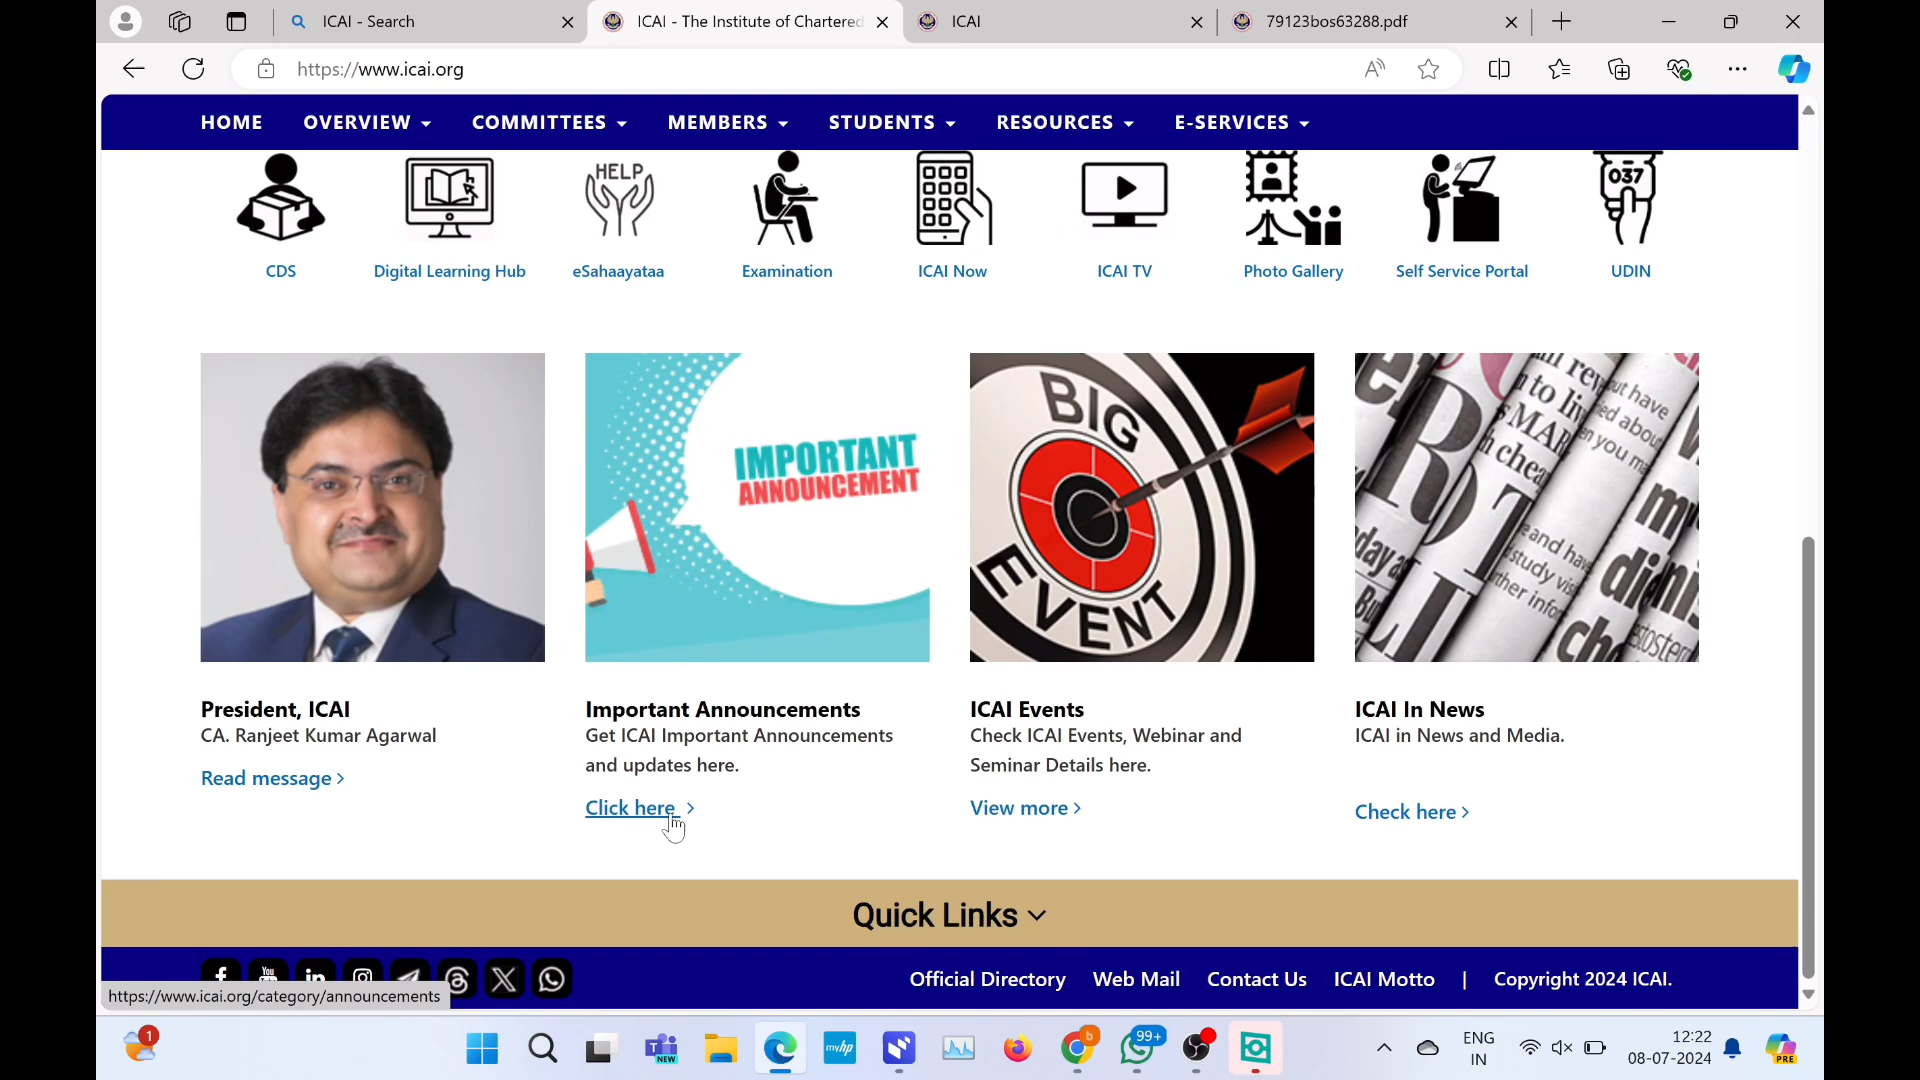 ICAI - Search
ICAI - The Institute of Chartered
ICAI
79123bos63288.pdf
https://www.icai.org
HOME OVERVIEW COMMITTEES MEMBERS STUDENTS RESOURCES E-SERVICES
HELP
037
CDS
Digital Learning Hub
eSahaayataa
Examination
ICAI Now
ICAI TV
Photo Gallery
Self Service Portal
UDIN
IMPORTANT
ANNOUNCEMENT
BIG
EVENT
President, ICAI
CA. Ranjeet Kumar Agarwal
Read message >
Important Announcements
Get ICAI Important Announcements
and updates here.
Click here >
ICAI Events
Check ICAI Events, Webinar and
Seminar Details here.
View more >
ICAI In News
ICAI in News and Media.
Check here >
Quick Links
Official Directory Web Mail Contact Us ICAI Motto | Copyright 2024 ICAI.
https://www.icai.org/category/announcements
1
NEW
myhp
b
99+
ENG
IN
12:22
08-07-2024
PRE